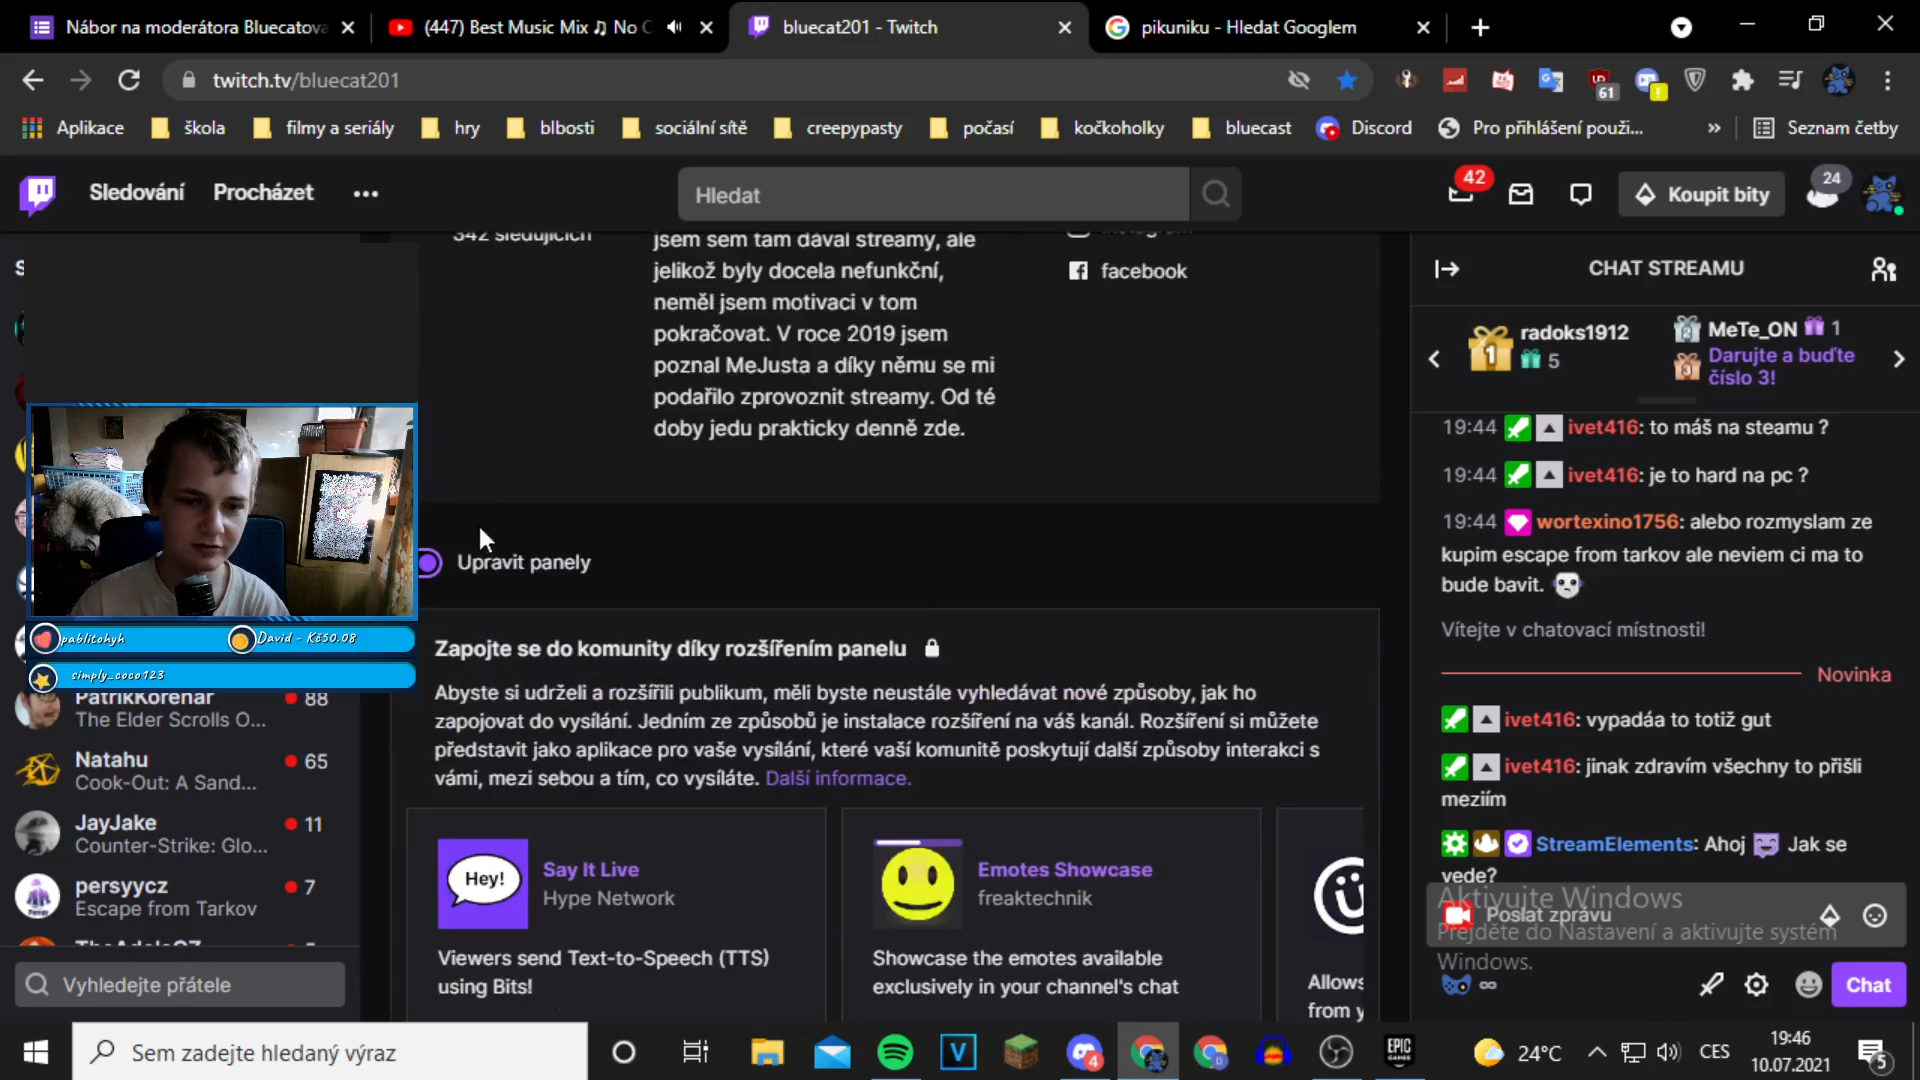 Nábor na moderátora Bluecatova
(447) Best Music Mix ♫ No C
bluecat201 - Twitch
pikuniku - Hledat Googlem
twitch.tv/bluecat201
61
Aplikace
škola
filmy a seriály
hry
blbosti
sociální sítě
creepypasty
počasí
kočkoholky
bluecast
Discord
Pro přihlášení použi...
»
Seznam četby
Sledování
Procházet
Hledat
42
Koupit bity
24
342 sledujících
jsem sem tam dával streamy, ale
jelikož byly docela nefunkční,
neměl jsem motivaci v tom
pokračovat. V roce 2019 jsem
poznal MeJusta a díky němu se mi
podařilo zprovoznit streamy. Od té
doby jedu prakticky denně zde.
facebook
Upravit panely
Zapojte se do komunity díky rozšířením panelu
Abyste si udrželi a rozšířili publikum, měli byste neustále vyhledávat nové způsoby, jak ho
zapojovat do vysílání. Jedním ze způsobů je instalace rozšíření na váš kanál. Rozšíření si můžete
představit jako aplikace pro vaše vysílání, které vaší komunitě poskytují další způsoby interakci s
vámi, mezi sebou a tím, co vysíláte. Další informace.
Hey!
Say It Live
Hype Network
Viewers send Text-to-Speech (TTS)
using Bits!
Emotes Showcase
freaktechnik
Showcase the emotes available
exclusively in your channel's chat
Allows
from y
pablitohyh
David - Kč50.08
simply_coco123
PatrikKorenar
88
The Elder Scrolls O...
Natahu
65
Cook-Out: A Sand...
JayJake
11
Counter-Strike: Glo...
persyycz
7
Escape from Tarkov
Vyhledejte přátele
CHAT STREAMU
1
radoks1912
5
2
MeTe_ON
1
3
Darujte a buďte
číslo 3!
19:44 ivet416: to máš na steamu ?
19:44 ivet416: je to hard na pc ?
19:44 wortexino1756: alebo rozmyslam ze
kupim escape from tarkov ale neviem ci ma to
bude bavit.
Vítejte v chatovací místnosti!
Novinka
ivet416: vypadáa to totiž gut
ivet416: jinak zdravím všechny to přišli
meziím
StreamElements: Ahoj Jak se
vede?
Aktivujte Windows
Poslat zprávu
Přejděte do Nastavení a aktivujte systém
Windows.
∞
Chat
Sem zadejte hledaný výraz
V
4
D
EPIC
GAMES
24°C
CES
19:46
10.07.2021
5